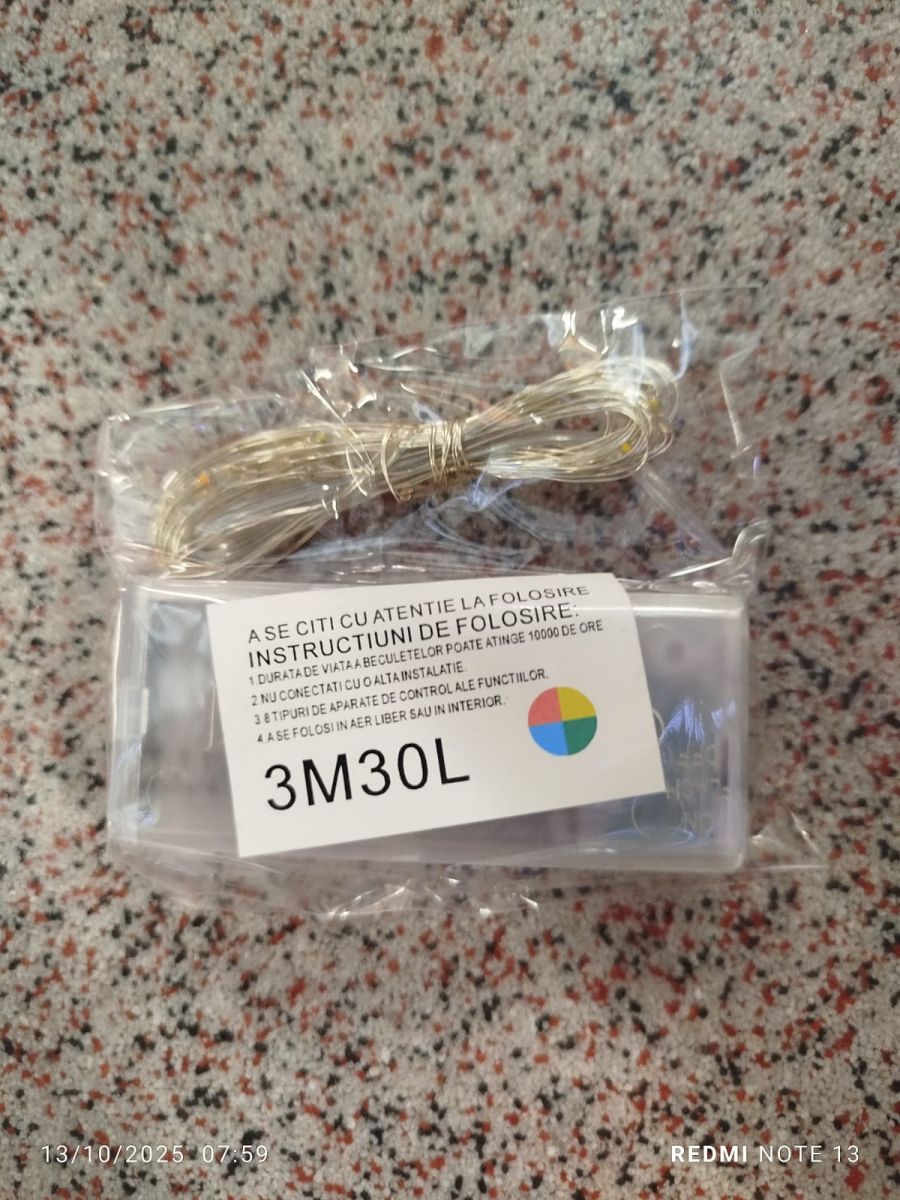 A SE CITI CU ATENTIE LA FOLOSIRE
INSTRUCTIUNI DE FOLOSIRE:
1.DURATA DE VIATA A BECULETELOR POATE ATINGE 10000 DE ORE
2.NU CONECTATI CU O ALTA INSTALATIE.
3.8 TIPURI DE APARATE DE CONTROL ALE FUNCTIILOR.
4.A SE FOLOSI IN AER LIBER SAU IN INTERIOR.
3M30L
ON
13/10/2025 07:59
REDMI NOTE 13